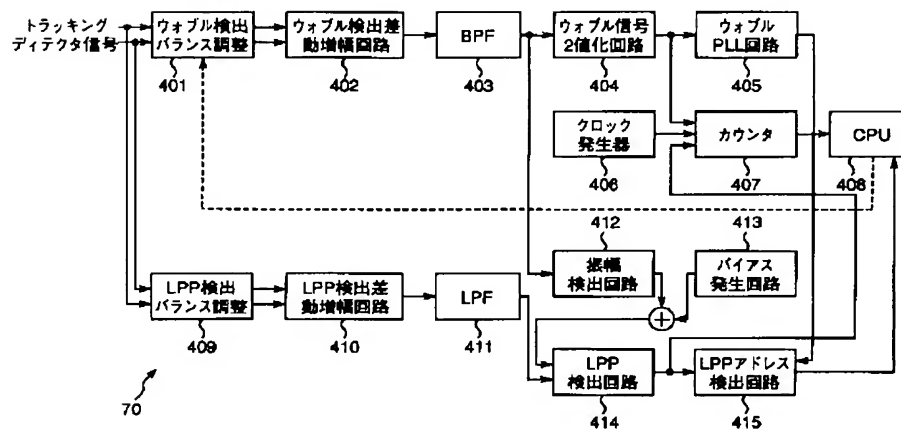 トラッキング
ディテクタ信号
ウォブル検出
バランス調整
401
ウォブル検出差
動増幅回路
402
BPF
403
ウォブル信号
2値化回路
404
ウォブル
PLL回路
405
クロック
発生器
406
カウンタ
407
CPU
408
412
振幅
検出回路
413
バイアス
発生回路
+
LPP検出
バランス調整
409
LPP検出差
動増幅回路
410
LPF
411
LPP
検出回路
414
LPPアドレス
検出回路
415
70